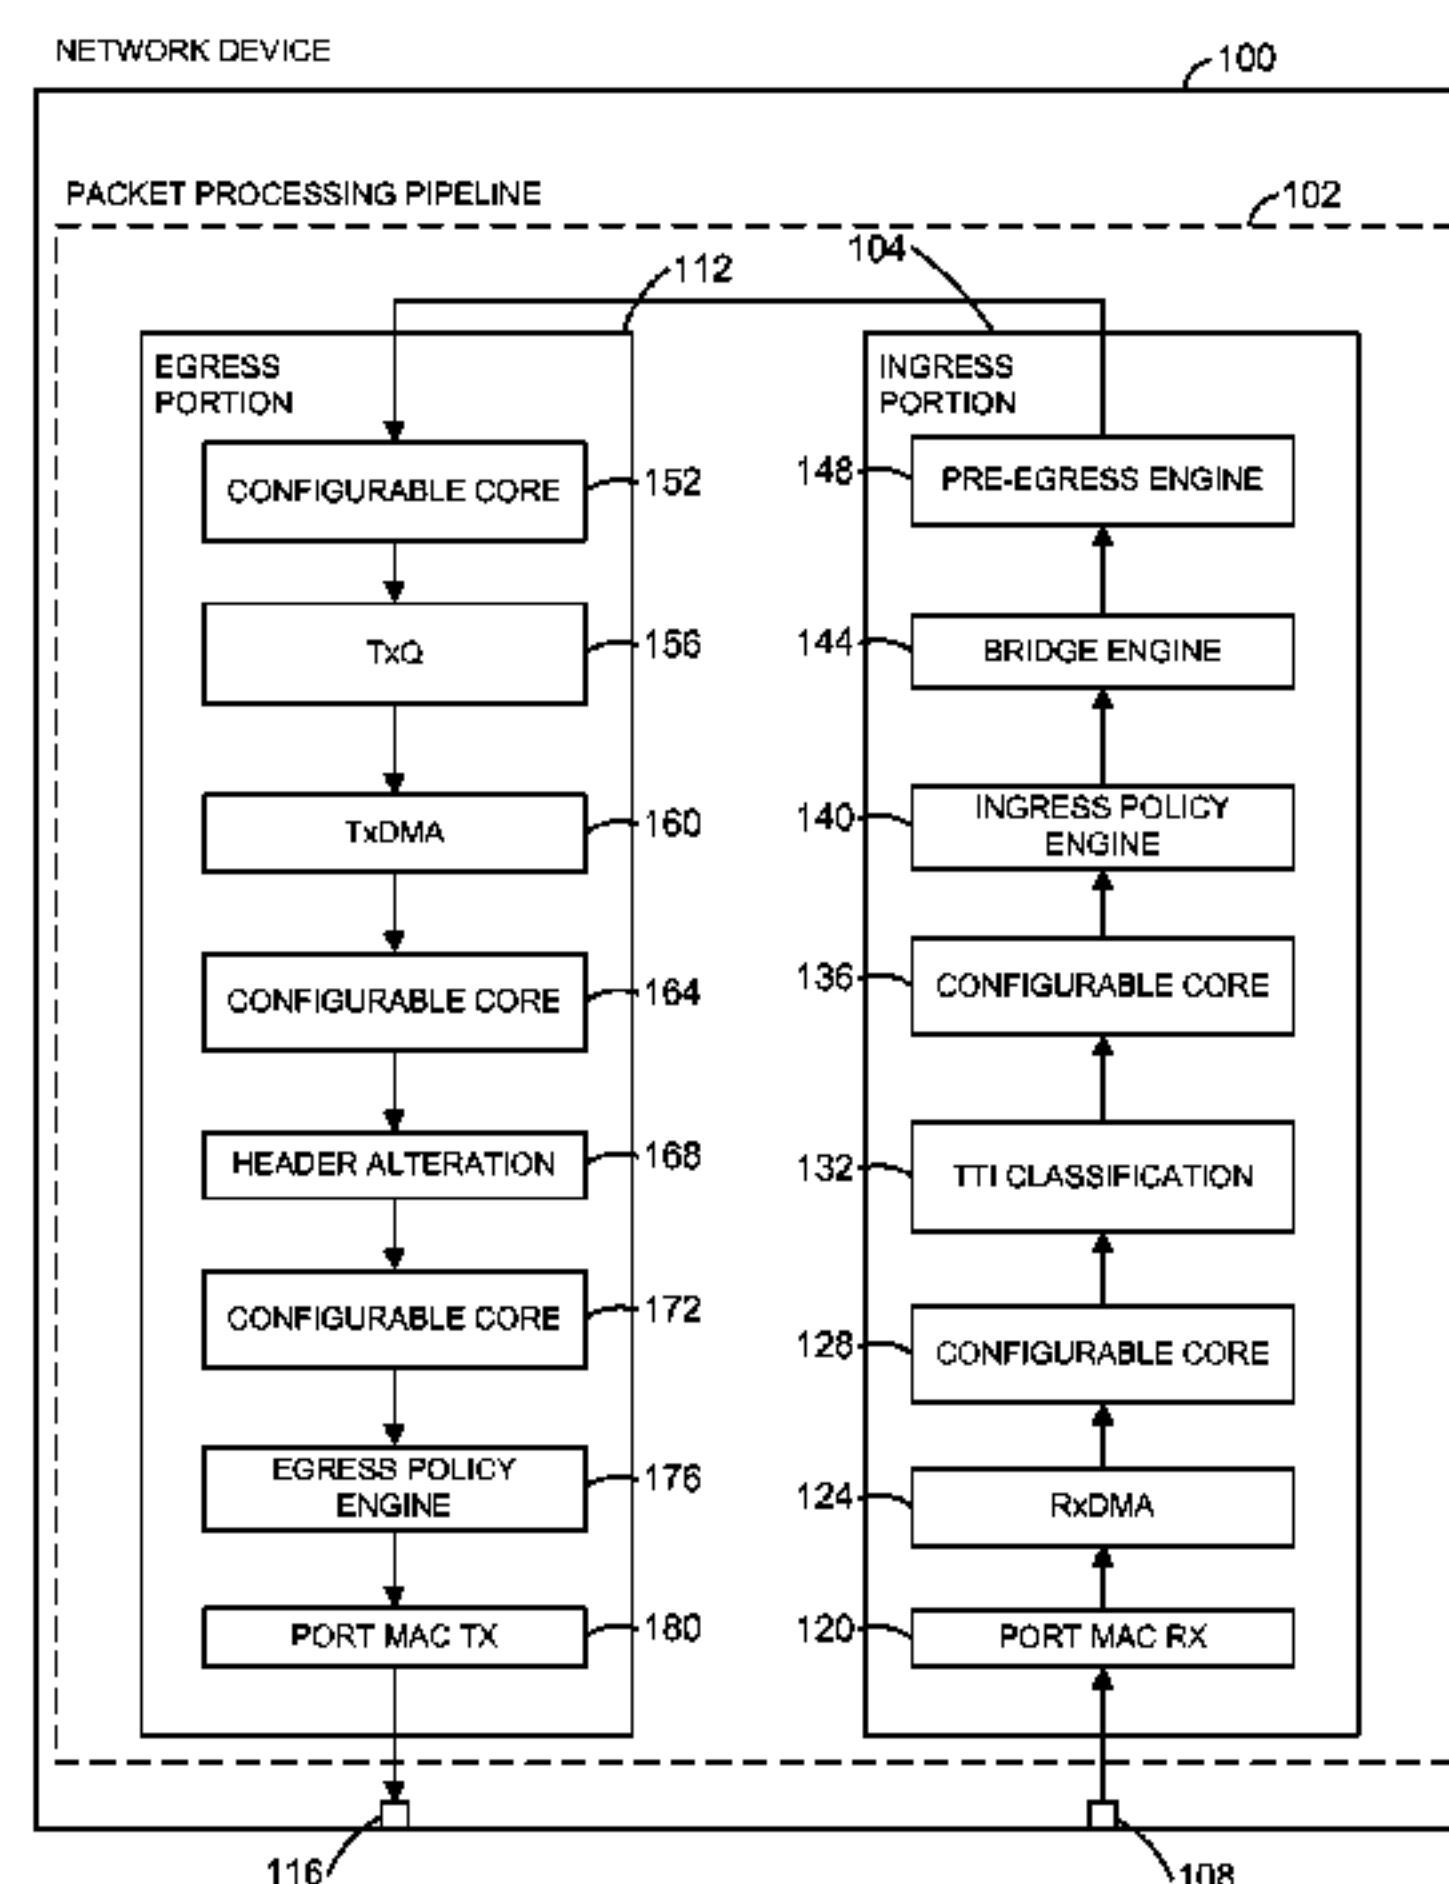 NETWORK DEVICE
100
PACKET PROCESSING PIPELINE
102
104
112
EGRESS
PORTION
CONFIGURABLE CORE
152
TxQ
156
TxDMA
160
CONFIGURABLE CORE
164
HEADER ALTERATION
168
CONFIGURABLE CORE
172
EGRESS POLICY
ENGINE
176
PORT MAC TX
180
116
INGRESS
PORTION
148
PRE-EGRESS ENGINE
144
BRIDGE ENGINE
140
INGRESS POLICY
ENGINE
136
CONFIGURABLE CORE
132
TTI CLASSIFICATION
128
CONFIGURABLE CORE
124
RxDMA
120
PORT MAC RX
108